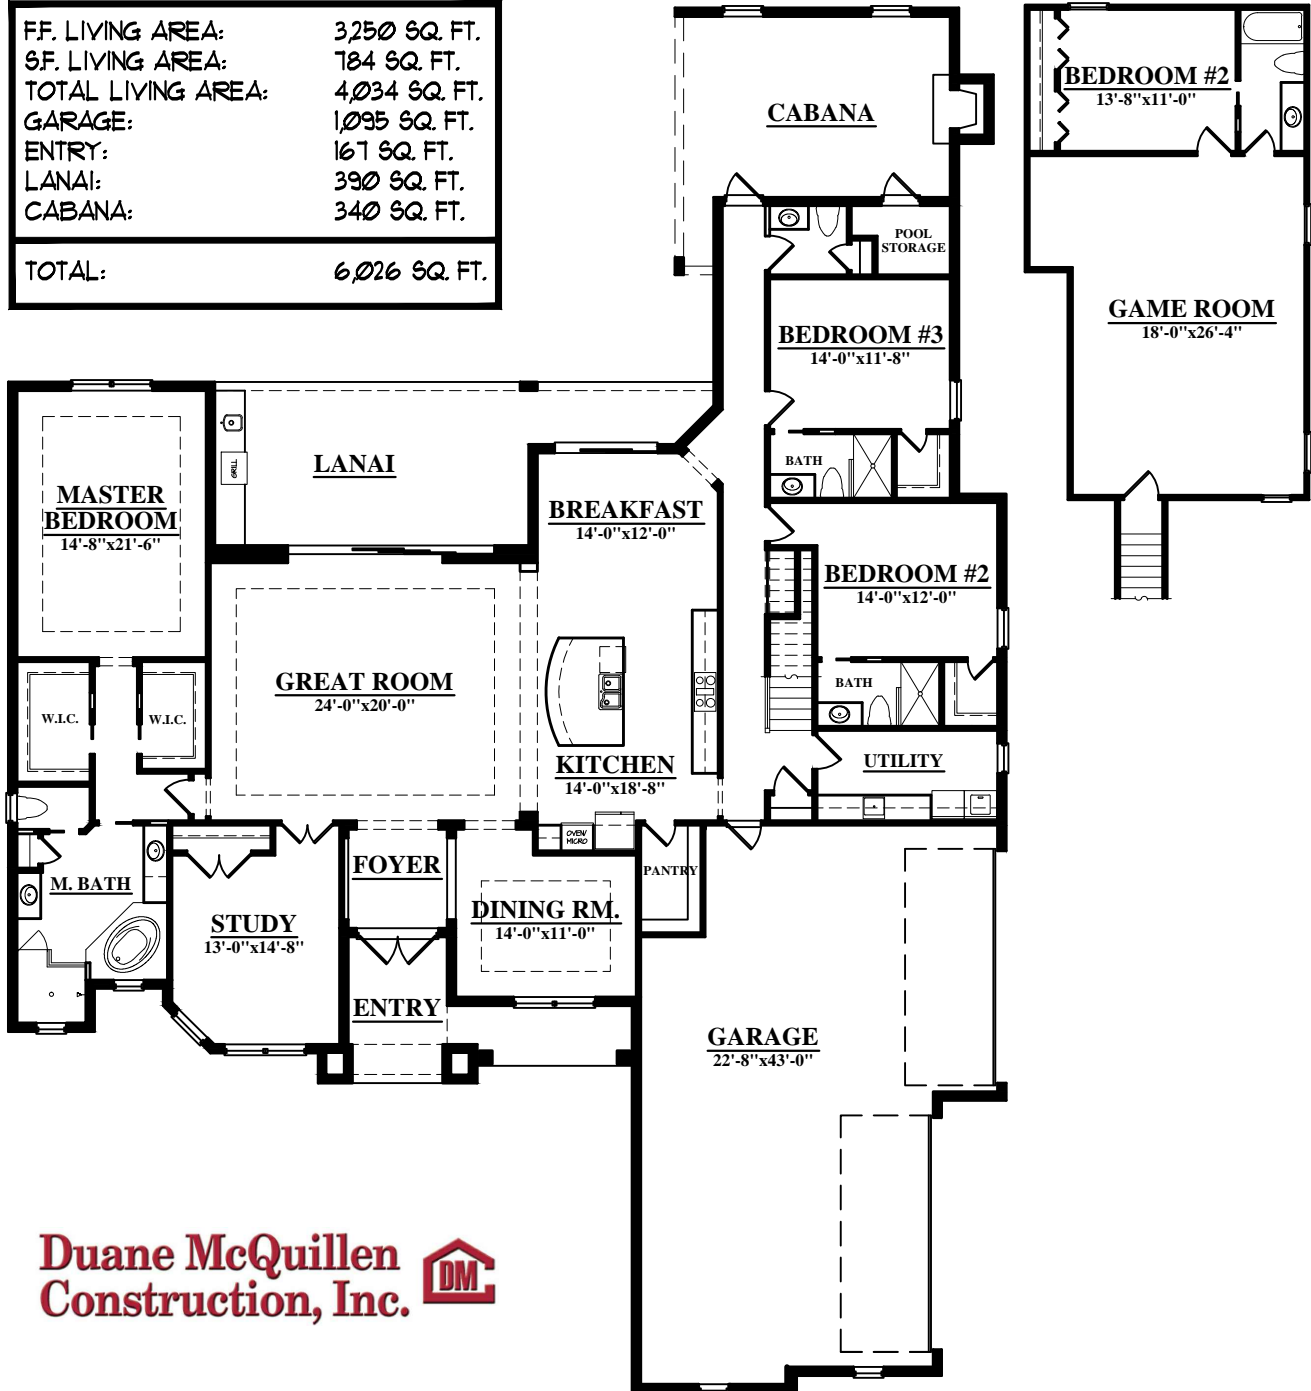 F.F. LIVING AREA: 3,250 SQ. FT.
S.F. LIVING AREA: 784 SQ. FT.
TOTAL LIVING AREA: 4,034 SQ. FT.
GARAGE: 1,095 SQ. FT.
ENTRY: 167 SQ. FT.
LANAI: 390 SQ. FT.
CABANA: 340 SQ. FT.
TOTAL: 6,026 SQ. FT.
CABANA
BEDROOM #2
13'-8"x11'-0"
POOL
STORAGE
GAME ROOM
18'-0"x26'-4"
BEDROOM #3
14'-0"x11'-8"
BATH
LANAI
GRILL
MASTER
BEDROOM
14'-8"x21'-6"
BREAKFAST
14'-0"x12'-0"
BEDROOM #2
14'-0"x12'-0"
BATH
GREAT ROOM
24'-0"x20'-0"
W.I.C.
W.I.C.
KITCHEN
14'-0"x18'-8"
UTILITY
OVEN
MICRO
FOYER
PANTRY
M. BATH
STUDY
13'-0"x14'-8"
DINING RM.
14'-0"x11'-0"
ENTRY
GARAGE
22'-8"x43'-0"
Duane McQuillen
Construction, Inc.
DM